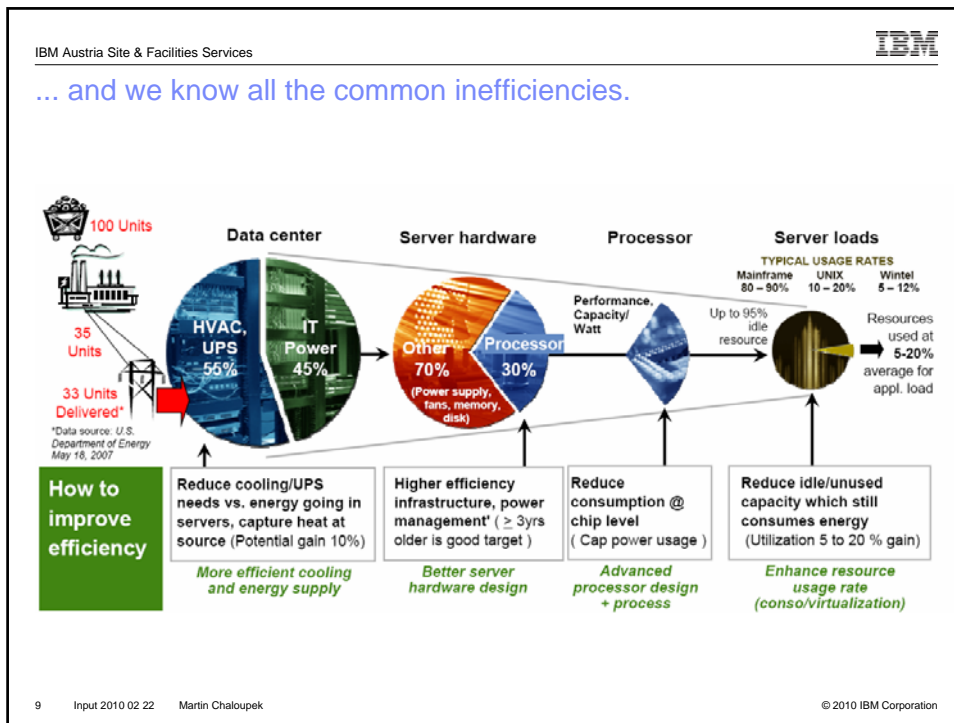 IBM Austria Site & Facilities Services
IBM
... and we know all the common inefficiencies.
100 Units
35
Units
33 Units
Delivered*
*Data source: U.S.
Department of Energy
May 18, 2007
Data center
HVAC,
UPS
55%
IT
Power
45%
Server hardware
Other
70%
(Power supply,
fans, memory,
disk)
Processor
30%
Processor
Performance,
Capacity/
Watt
Server loads
TYPICAL USAGE RATES
Mainframe UNIX Wintel
80 – 90% 10 – 20% 5 – 12%
Up to 95%
idle
resource
Resources
used at
5-20%
average for
appl. load
How to
improve
efficiency
Reduce cooling/UPS
needs vs. energy going in
servers, capture heat at
source (Potential gain 10%)
More efficient cooling
and energy supply
Higher efficiency
infrastructure, power
management' ( ≥ 3yrs
older is good target )
Better server
hardware design
Reduce
consumption @
chip level
( Cap power usage )
Advanced
processor design
+ process
Reduce idle/unused
capacity which still
consumes energy
(Utilization 5 to 20 % gain)
Enhance resource
usage rate
(conso/virtualization)
9 Input 2010 02 22 Martin Chaloupek © 2010 IBM Corporation